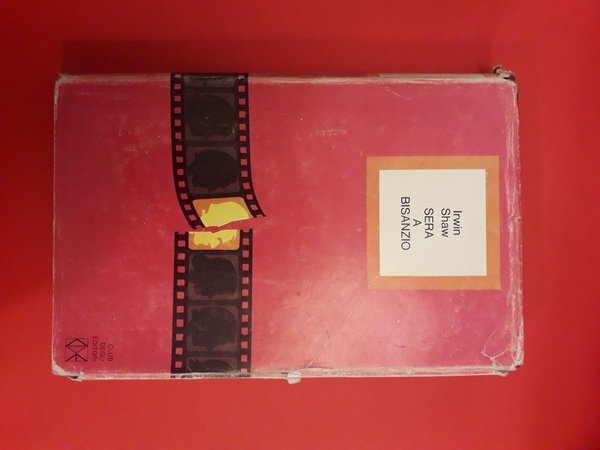 Irwin
Shaw
SERA
A
BISANZIO
CLUB
DEGLI
EDITORI